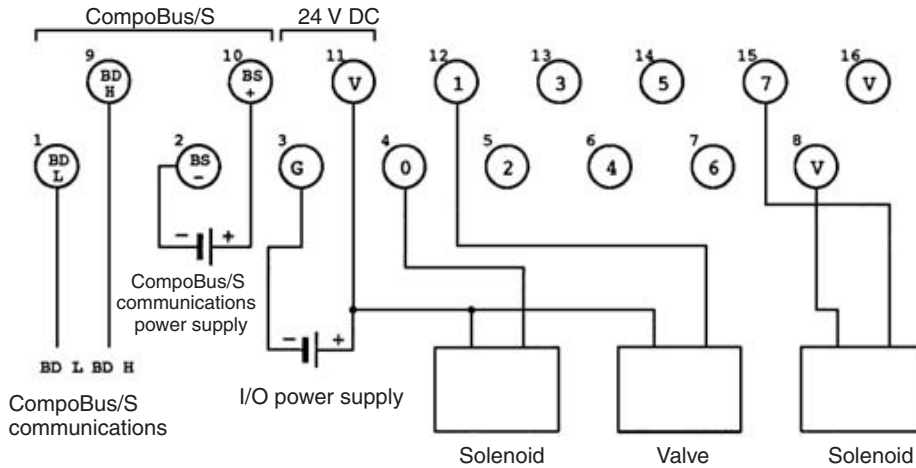 CompoBus/S 24 V DC
9 10 11 12 13 14 15 16
BD H BS + V 1 3 5 7 V
1 2 3 4 5 6 7 8
BD L BS − G 0 2 4 6 V
− +
CompoBus/S
communications
power supply
− +
BD L BD H
I/O power supply
CompoBus/S
communications
Solenoid Valve Solenoid